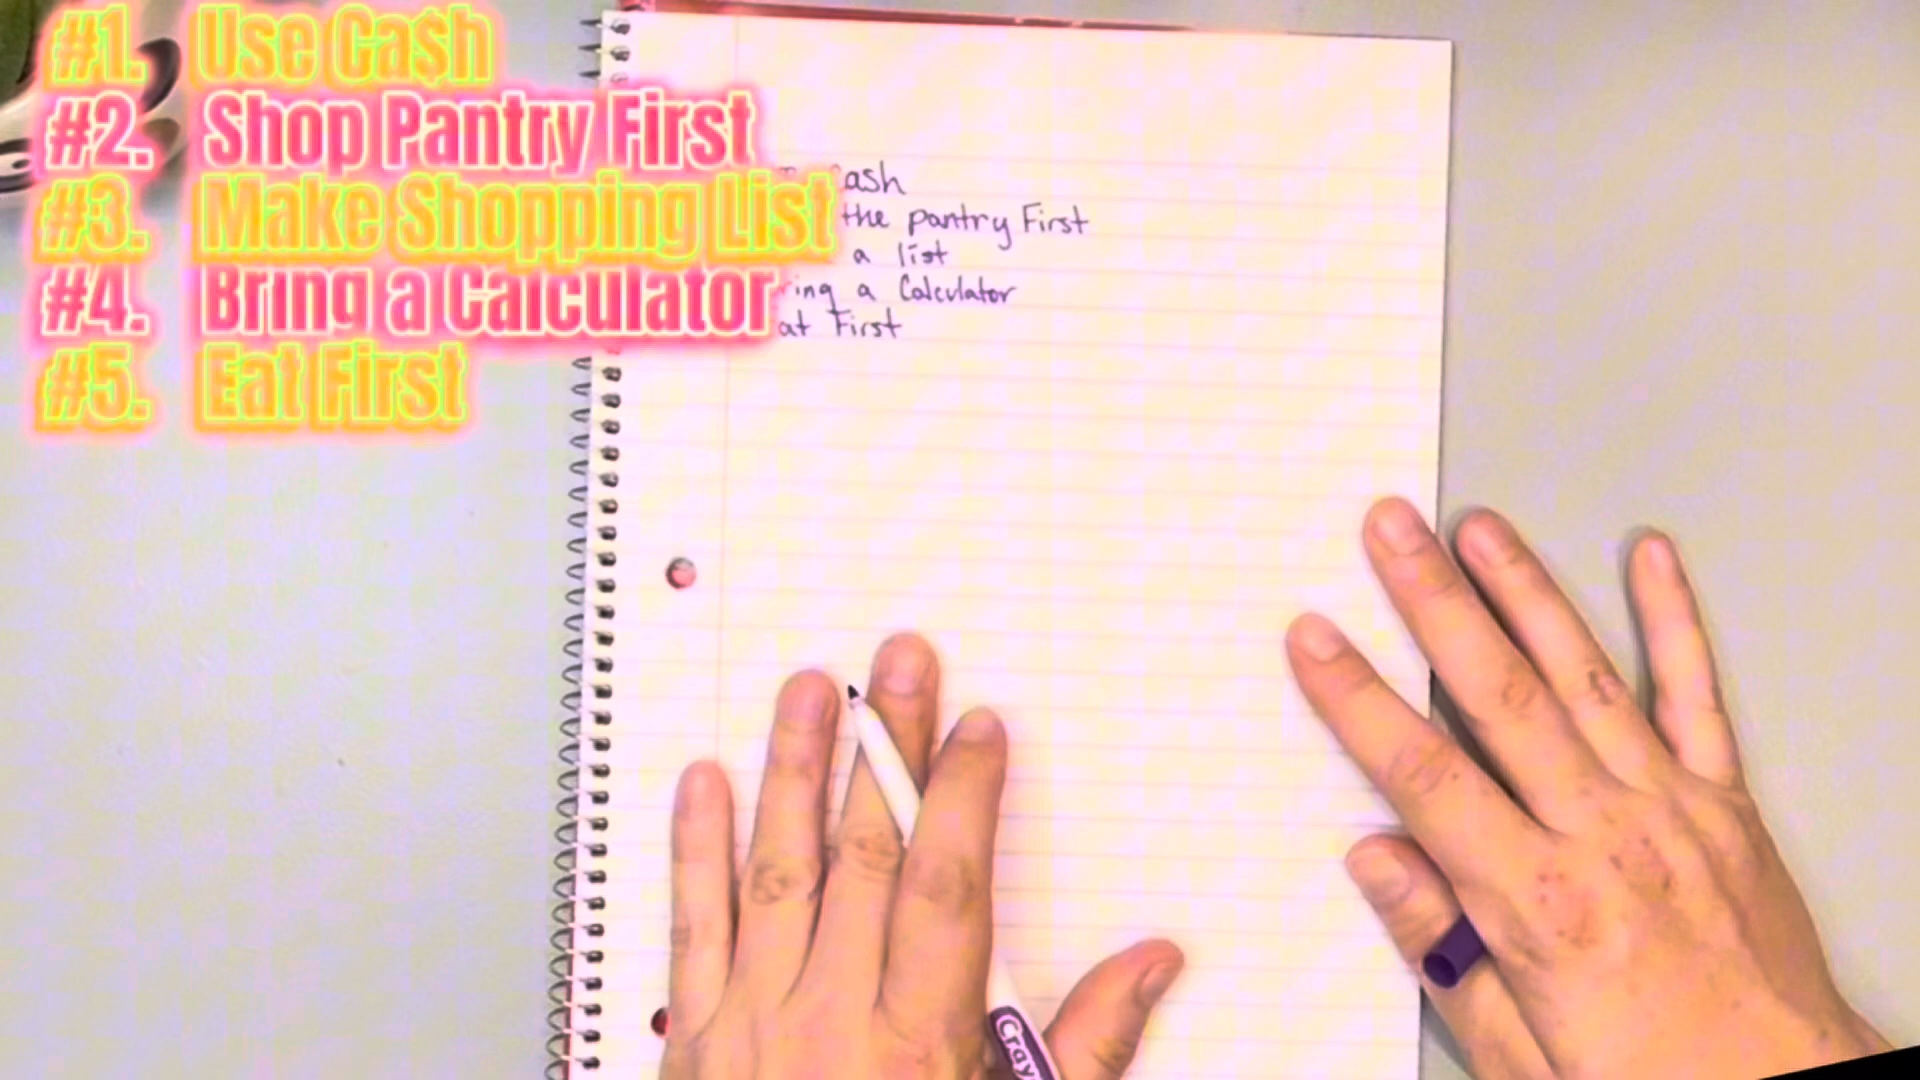 #1. Use Ca$h
#2. Shop Pantry First
#3. Make Shopping List
#4. Bring a Calculator
#5. Eat First
ash
the pantry First
a list
ring a Calculator
at First
Cray